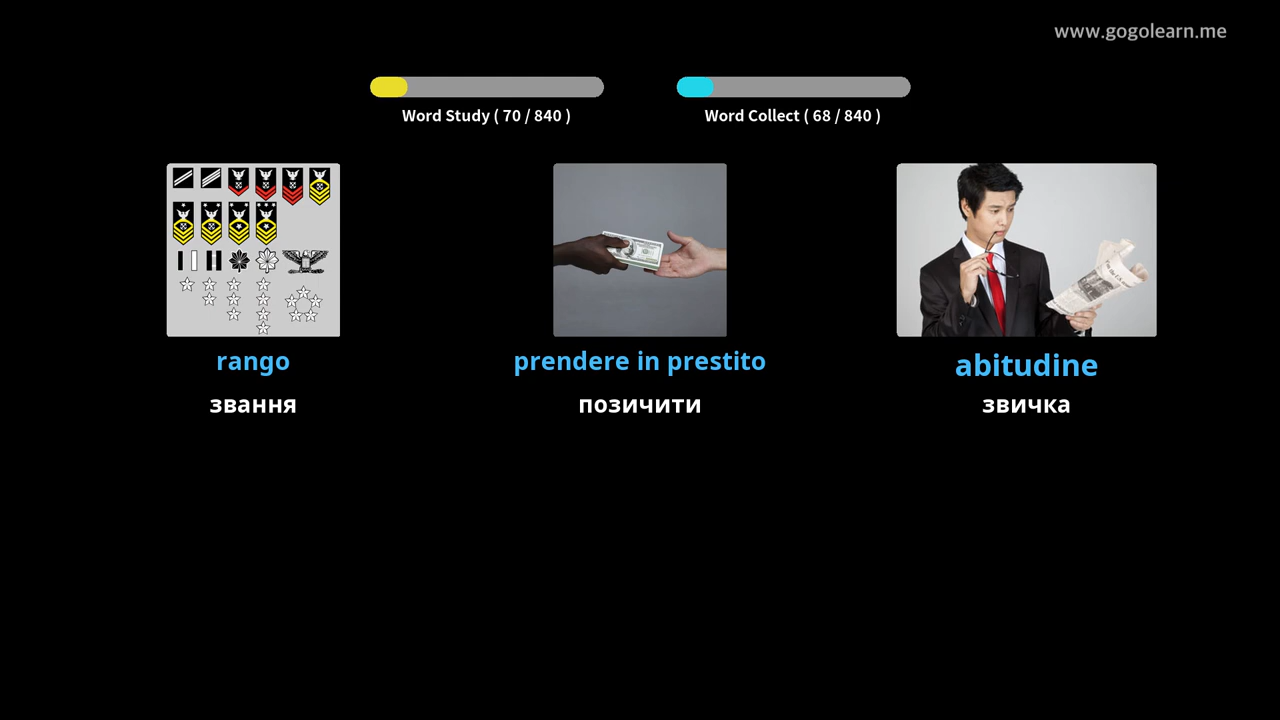 www.gogolearn.me
Word Study ( 70 / 840 )
Word Collect ( 68 / 840 )
rango
prendere in prestito
abitudine
звання
позичити
звичка